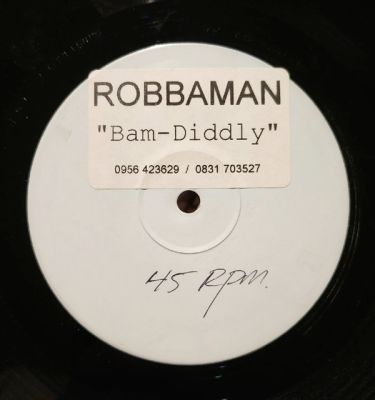 ROBBAMAN
"Bam-Diddly"
0956 423629 / 0831 703527
45 RPM.